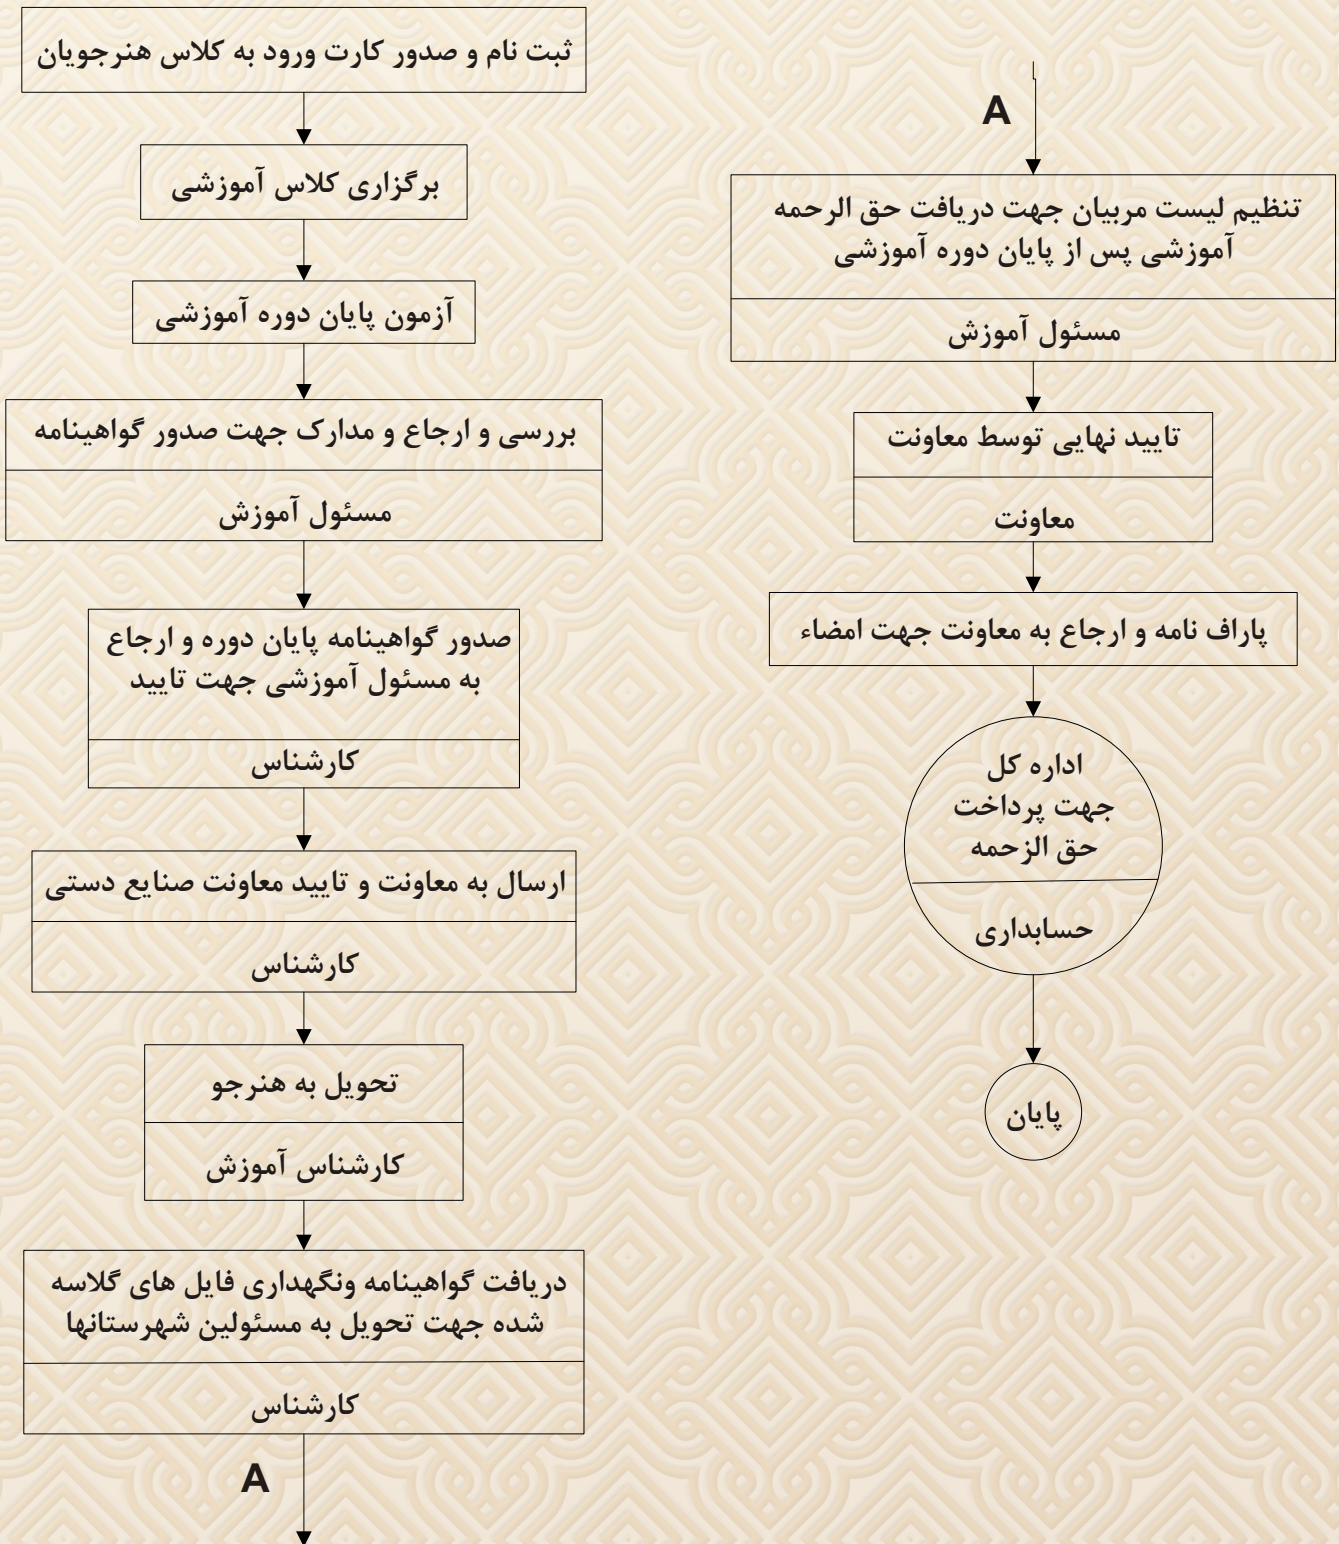 ثبت نام و صدور کارت ورود به کلاس هنرجویان
برگزاری کلاس آموزشی
آزمون پایان دوره آموزشی
بررسی و ارجاع و مدارک جهت صدور گواهینامه
مسئول آموزش
صدور گواهینامه پایان دوره و ارجاع
به مسئول آموزشی جهت تایید
کارشناس
ارسال به معاونت و تایید معاونت صنایع دستی
کارشناس
تحویل به هنرجو
کارشناس آموزش
دریافت گواهینامه ونگهداری فایل های گلاسه
شده جهت تحویل به مسئولین شهرستانها
کارشناس
A
A
تنظیم لیست مربیان جهت دریافت حق الرحمه
آموزشی پس از پایان دوره آموزشی
مسئول آموزش
تایید نهایی توسط معاونت
معاونت
پاراف نامه و ارجاع به معاونت جهت امضاء
اداره کل
جهت پرداخت
حق الزحمه
حسابداری
پایان